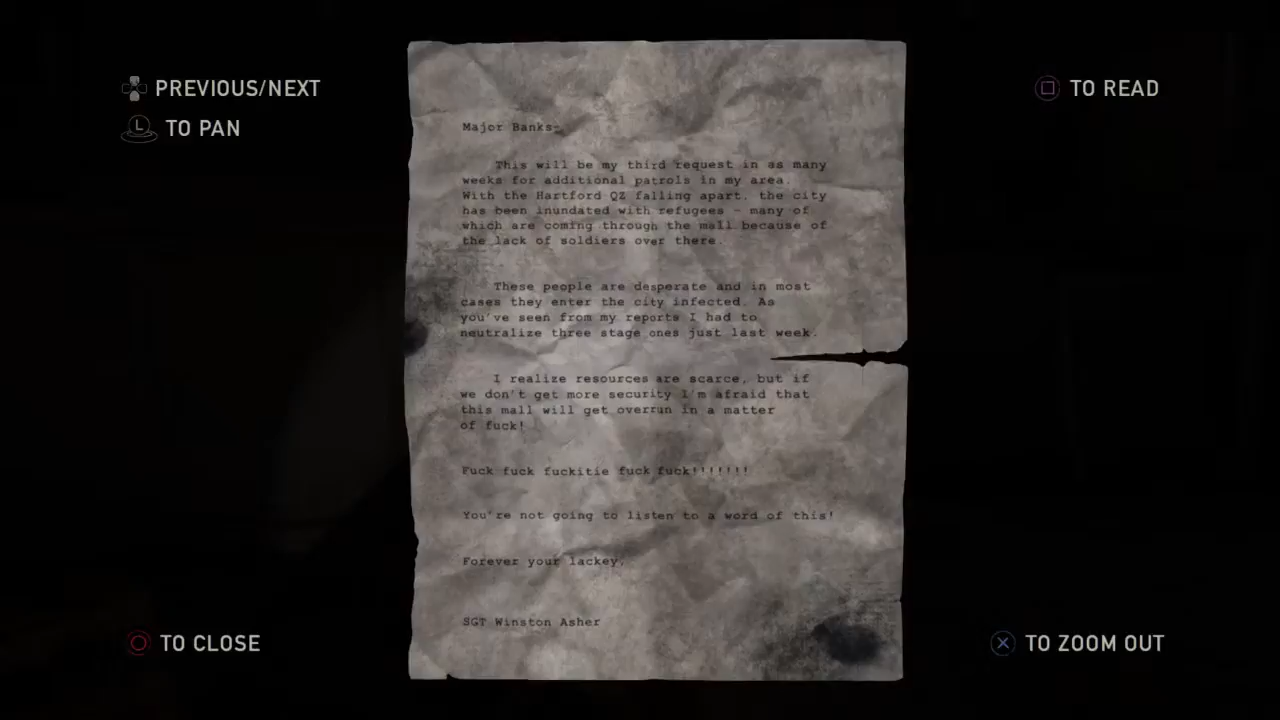 PREVIOUS/NEXT
L TO PAN
TO READ
Major Banks-
This will be my third request in as many
weeks for additional patrols in my area.
With the Hartford QZ falling apart, the city
has been inundated with refugees - many of
which are coming through the mall because of
the lack of soldiers over there.
These people are desperate and in most
cases they enter the city infected. As
you've seen from my reports I had to
neutralize three stage ones just last week.
I realize resources are scarce, but if
we don't get more security I'm afraid that
this mall will get overrun in a matter
of fuck!
Fuck fuck fuckitie fuck fuck!!!!!!!
You're not going to listen to a word of this!
Forever your lackey,
SGT Winston Asher
TO CLOSE
TO ZOOM OUT